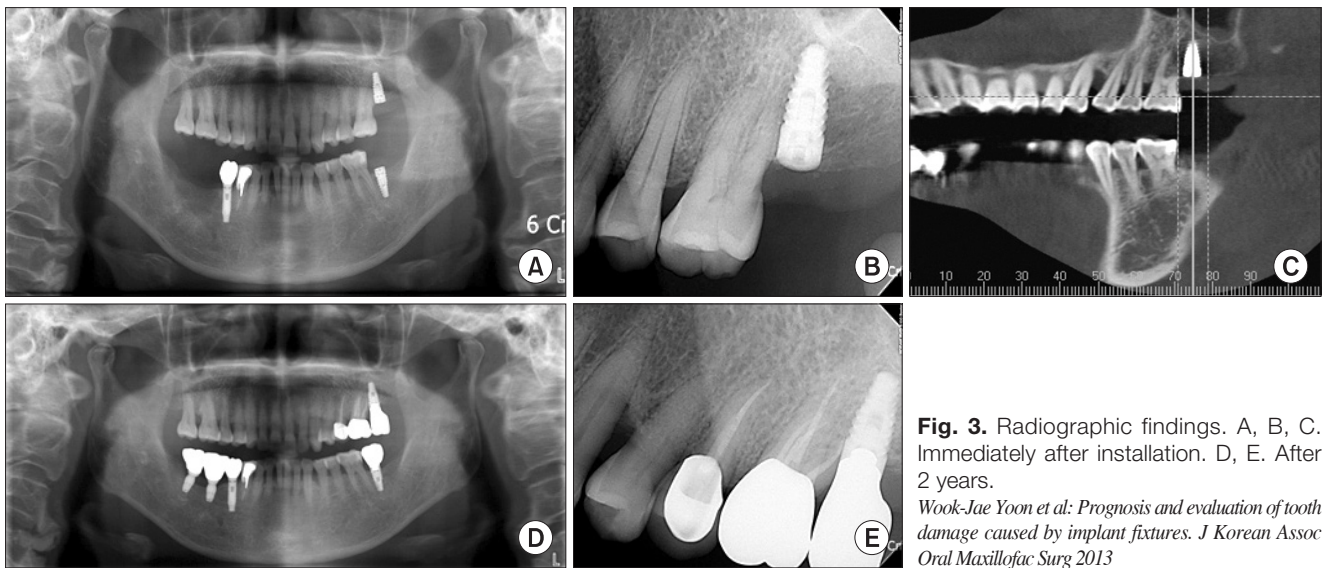 6 Cr
L
A
B
C
0 10 20 30 40 50 60 70 80 90
D
L
E
Fig. 3. Radiographic findings. A, B, C.
Immediately after installation. D, E. After
2 years.
Wook-Jae Yoon et al: Prognosis and evaluation of tooth
damage caused by implant fixtures. J Korean Assoc
Oral Maxillofac Surg 2013